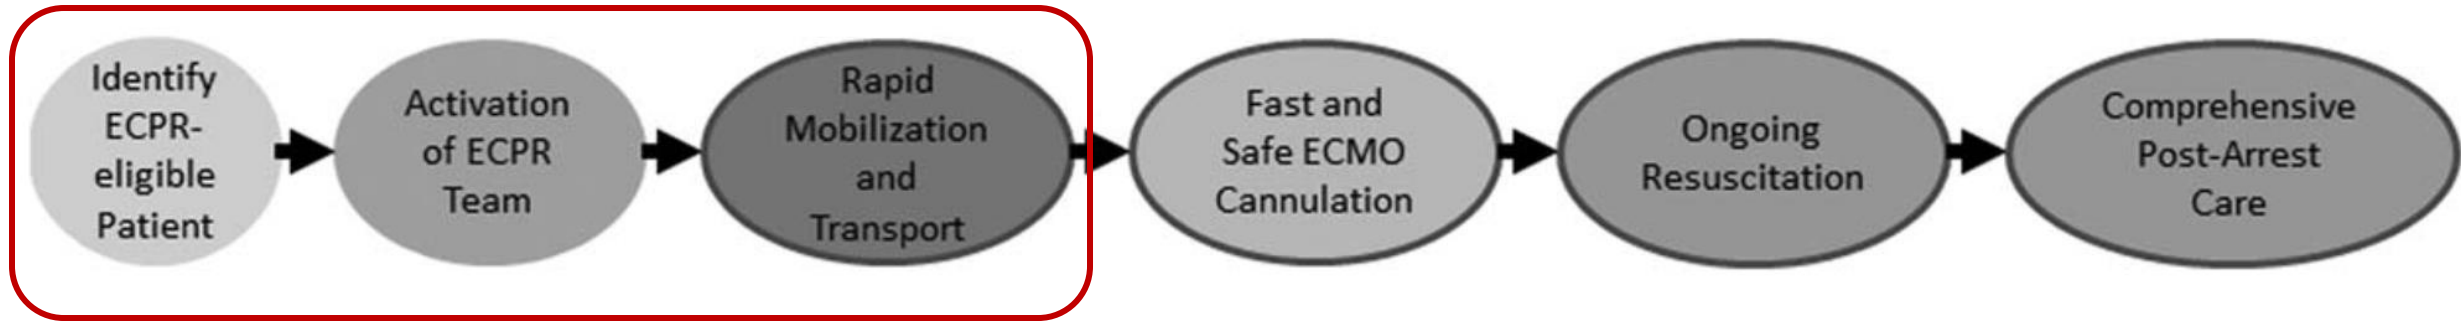 Identify
ECPR-
eligible
Patient
Activation
of ECPR
Team
Rapid
Mobilization
and
Transport
Fast and
Safe ECMO
Cannulation
Ongoing
Resuscitation
Comprehensive
Post-Arrest
Care